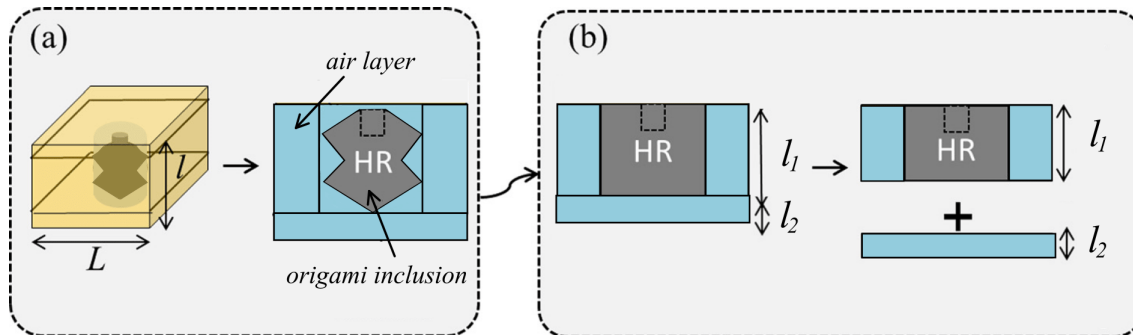 (a)
air layer
l
L
HR
origami inclusion
(b)
HR
l₁
l₂
HR
l₁
+
l₂